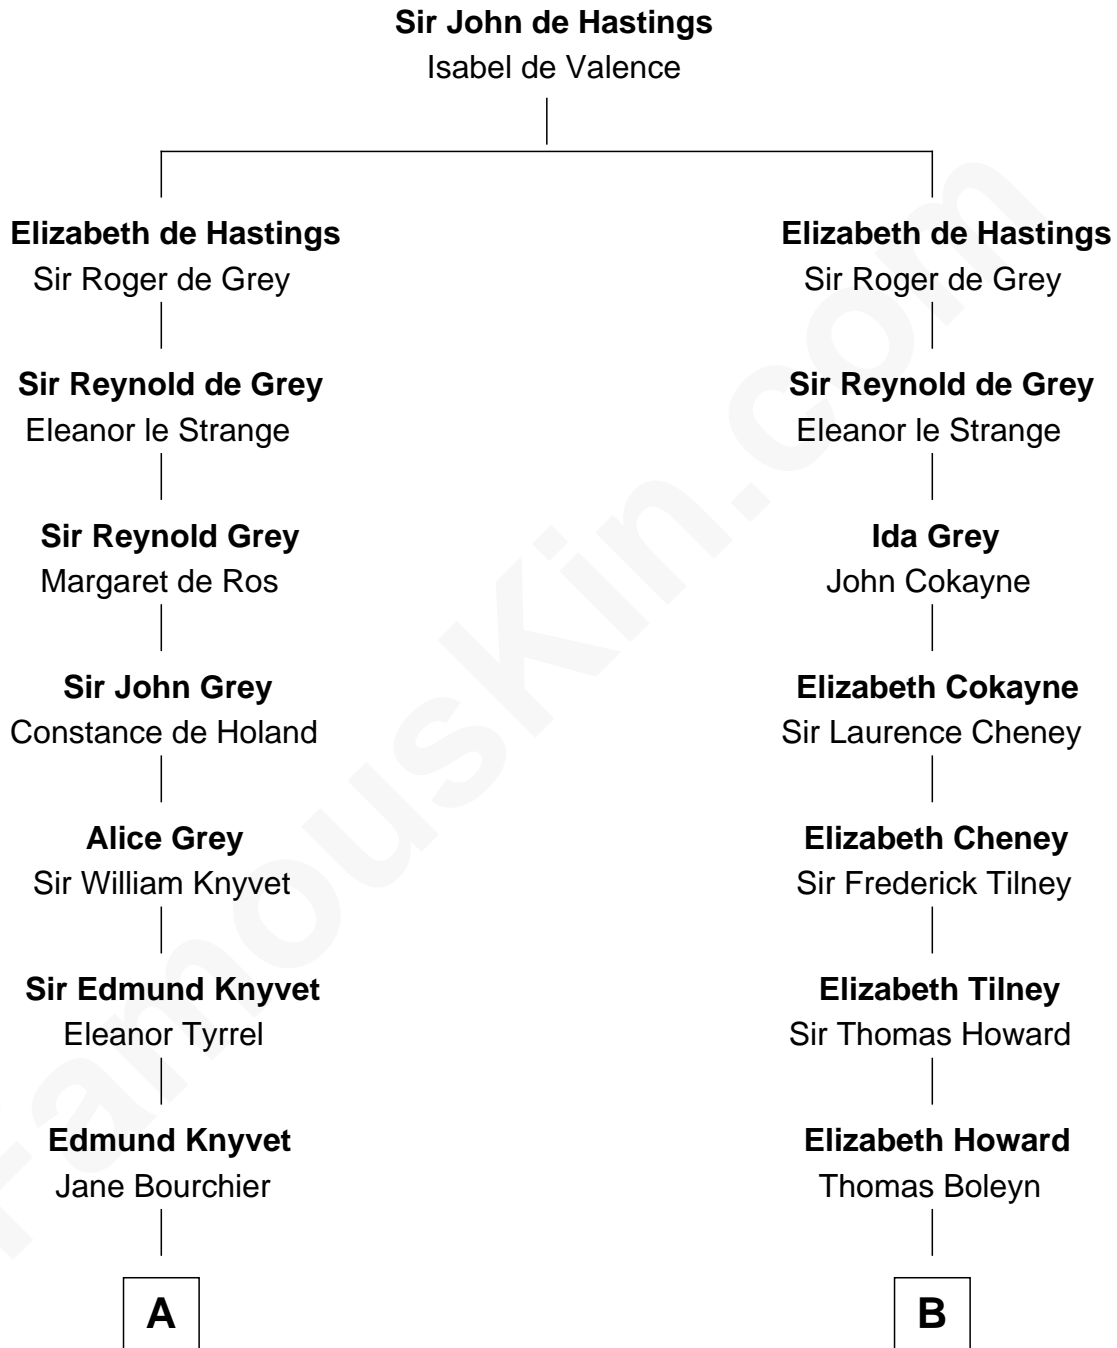 Sir John de Hastings
Isabel de Valence
Elizabeth de Hastings
Sir Roger de Grey
Elizabeth de Hastings
Sir Roger de Grey
Sir Reynold de Grey
Eleanor le Strange
Sir Reynold de Grey
Eleanor le Strange
Sir Reynold Grey
Margaret de Ros
Ida Grey
John Cokayne
Sir John Grey
Constance de Holand
Elizabeth Cokayne
Sir Laurence Cheney
Alice Grey
Sir William Knyvet
Elizabeth Cheney
Sir Frederick Tilney
Sir Edmund Knyvet
Eleanor Tyrrel
Elizabeth Tilney
Sir Thomas Howard
Edmund Knyvet
Jane Bourchier
Elizabeth Howard
Thomas Boleyn
A
B
FamousKin.com